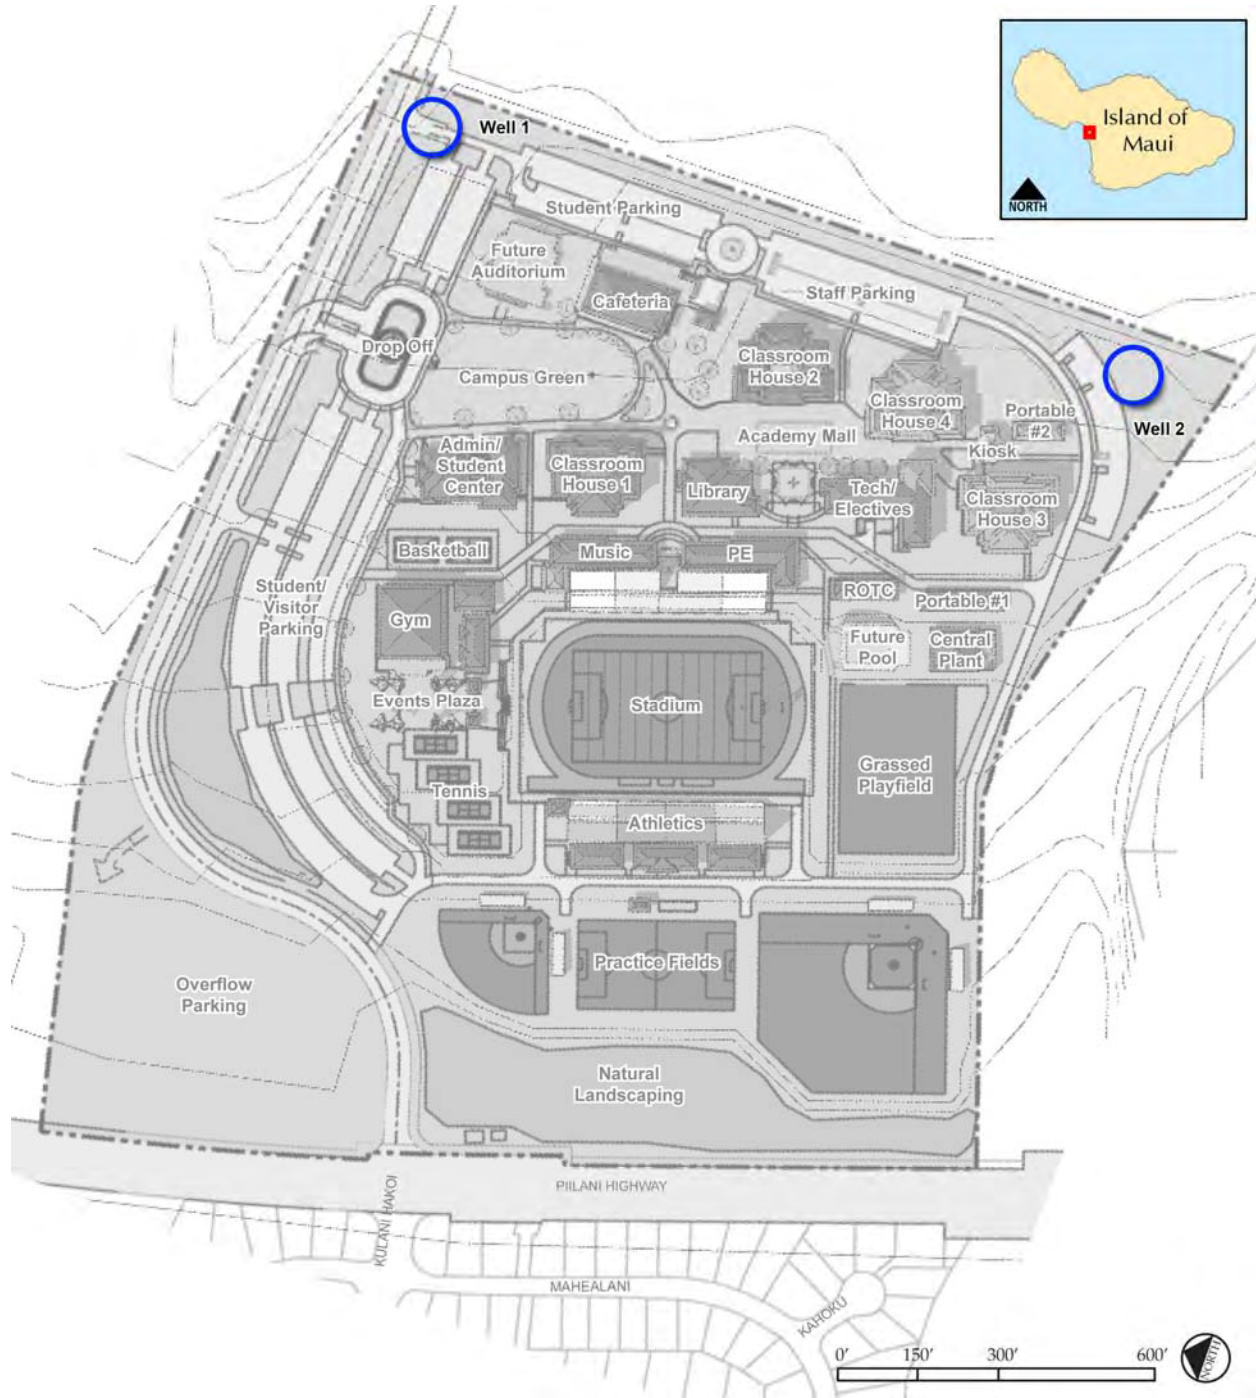 Well 1
Island of
Maui
NORTH
Student Parking
Future
Auditorium
Cafeteria
Staff Parking
Drop Off
Campus Green
Classroom
House 2
Classroom
House 4
Portable
#2
Well 2
Academy Mall
Kiosk
Admin/
Student
Center
Classroom
House 1
Library
Tech/
Electives
Classroom
House 3
Basketball
Music
PE
Student/
Visitor
Parking
Gym
ROTC
Portable #1
Future
Pool
Central
Plant
Events Plaza
Stadium
Grassed
Playfield
Tennis
Athletics
Overflow
Parking
Practice Fields
Natural
Landscaping
PIILANI HIGHWAY
KULANI HAKOI
MAHEALANI
KAHOKU
0' 150' 300' 600'
NORTH